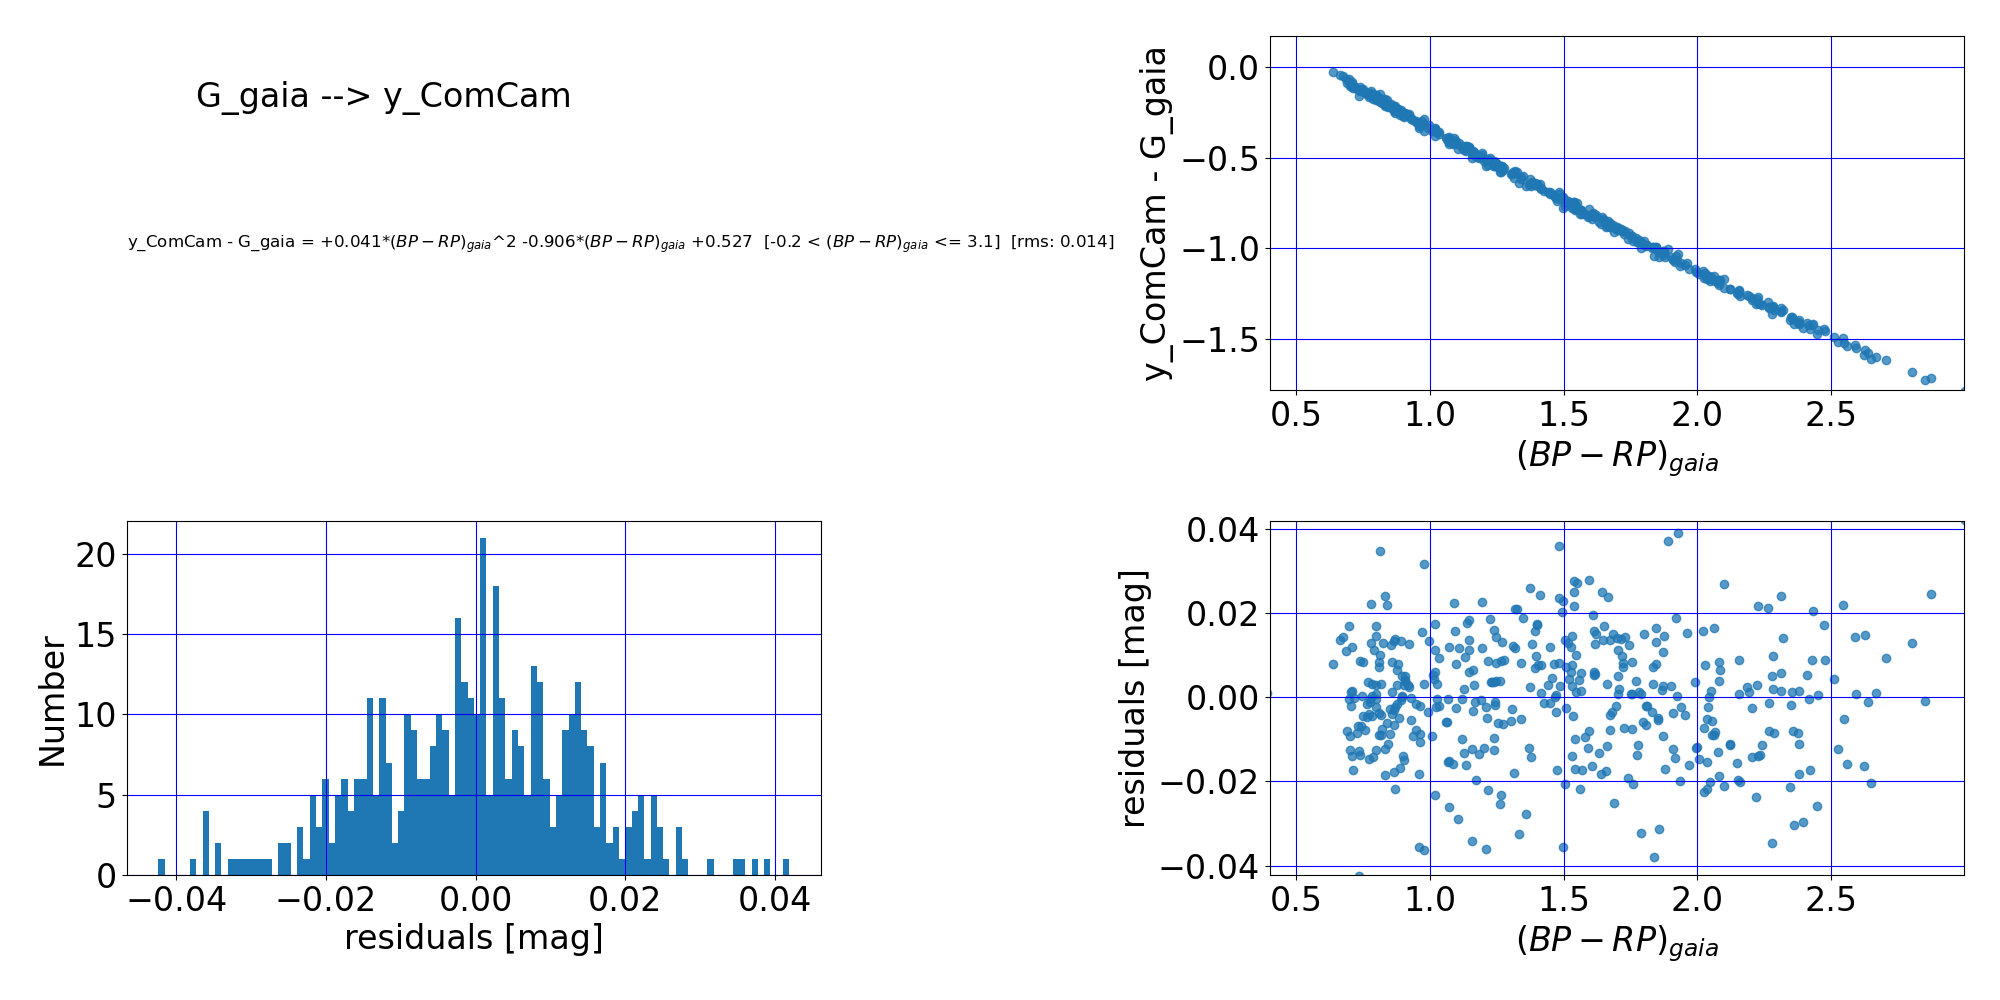 G_gaia --> y_ComCam
y_ComCam - G_gaia = +0.041*(BP − RP)gaia^2 -0.906*(BP − RP)gaia +0.527 [-0.2 < (BP − RP)gaia <= 3.1] [rms: 0.014]
y_ComCam - G_gaia
0.0
−0.5
−1.0
−1.5
0.5 1.0 1.5 2.0 2.5
(BP − RP)gaia
Number
20
15
10
5
0
−0.04 −0.02 0.00 0.02 0.04
residuals [mag]
residuals [mag]
0.04
0.02
0.00
−0.02
−0.04
0.5 1.0 1.5 2.0 2.5
(BP − RP)gaia